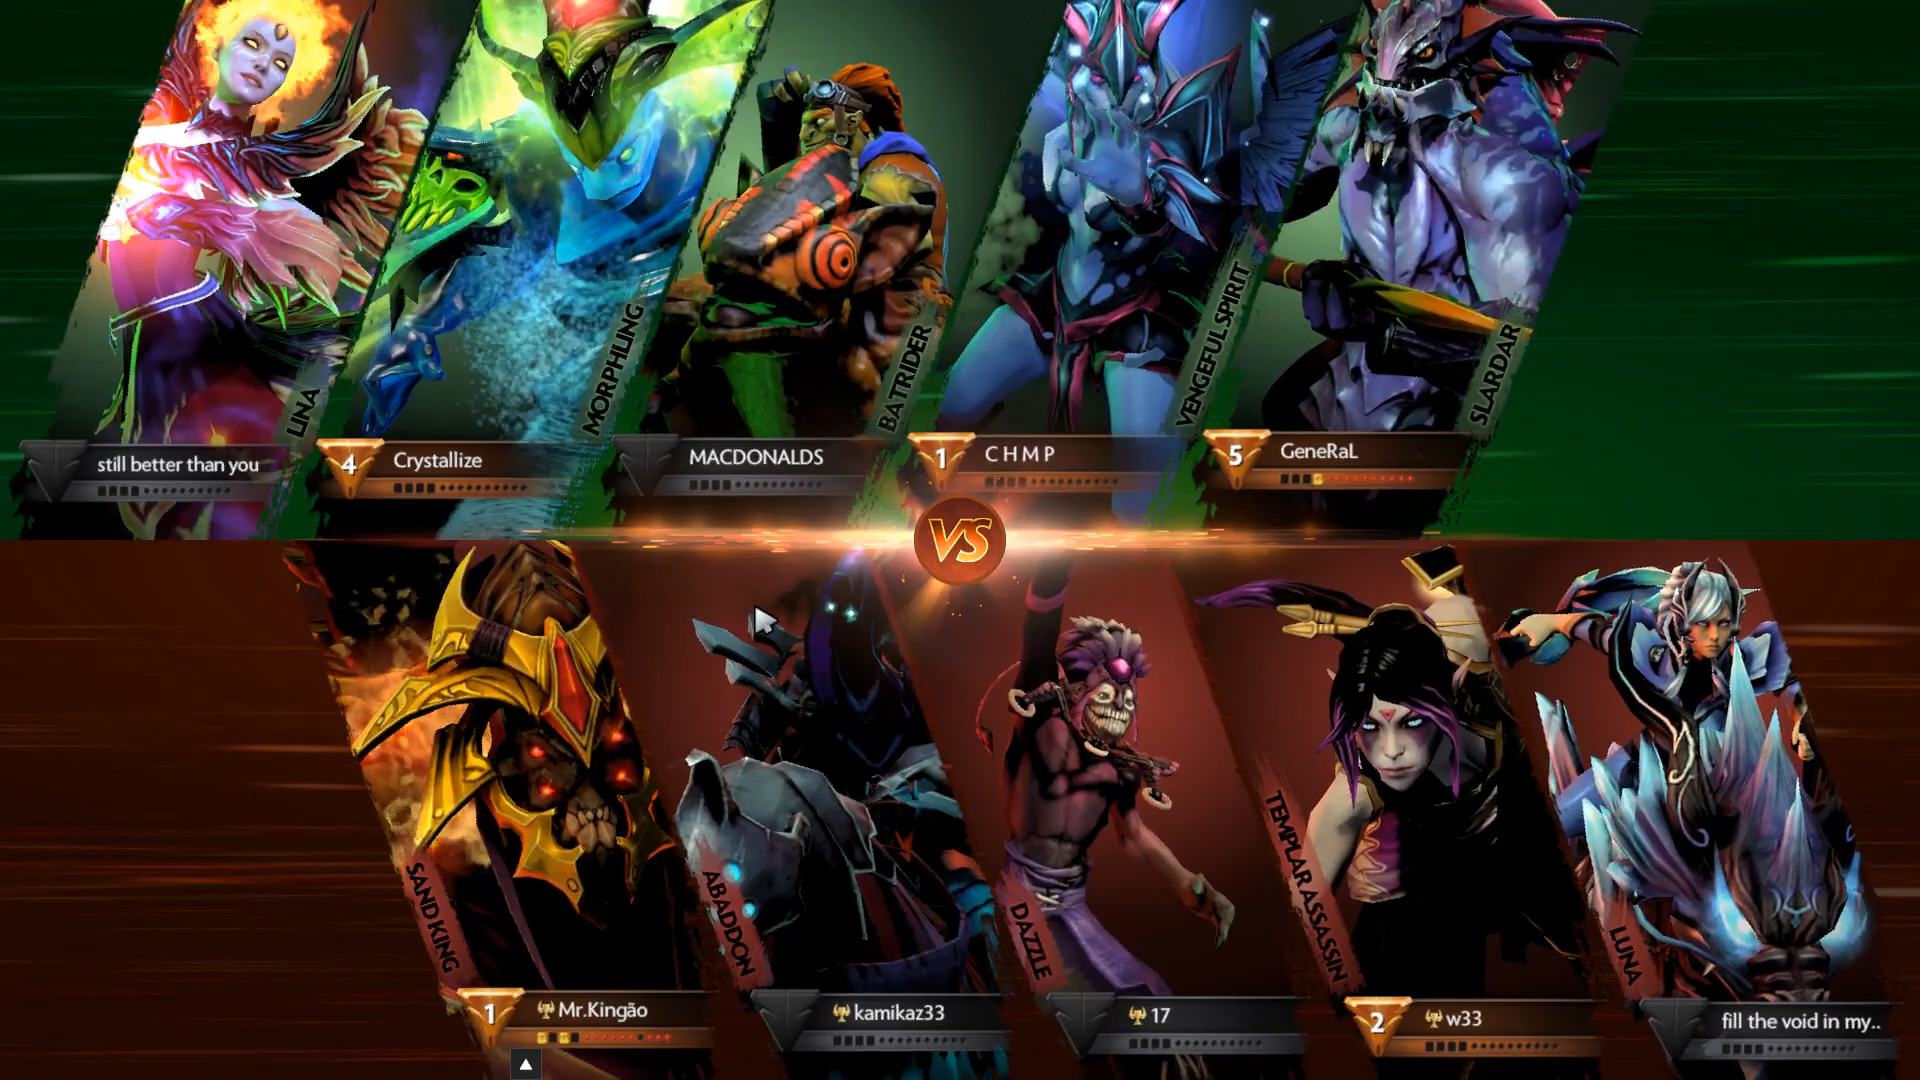 LINA
MORPHLING
BATRIDER
VENGEFUL SPIRIT
SLARDAR
still better than you
4 Crystallize
MACDONALDS
1 C H M P
5 GeneRaL
VS
SAND KING
ABADDON
DAZZLE
TEMPLAR ASSASSIN
LUNA
1 Mr.Kingão
kamikaz33
17
2 w33
fill the void in my..